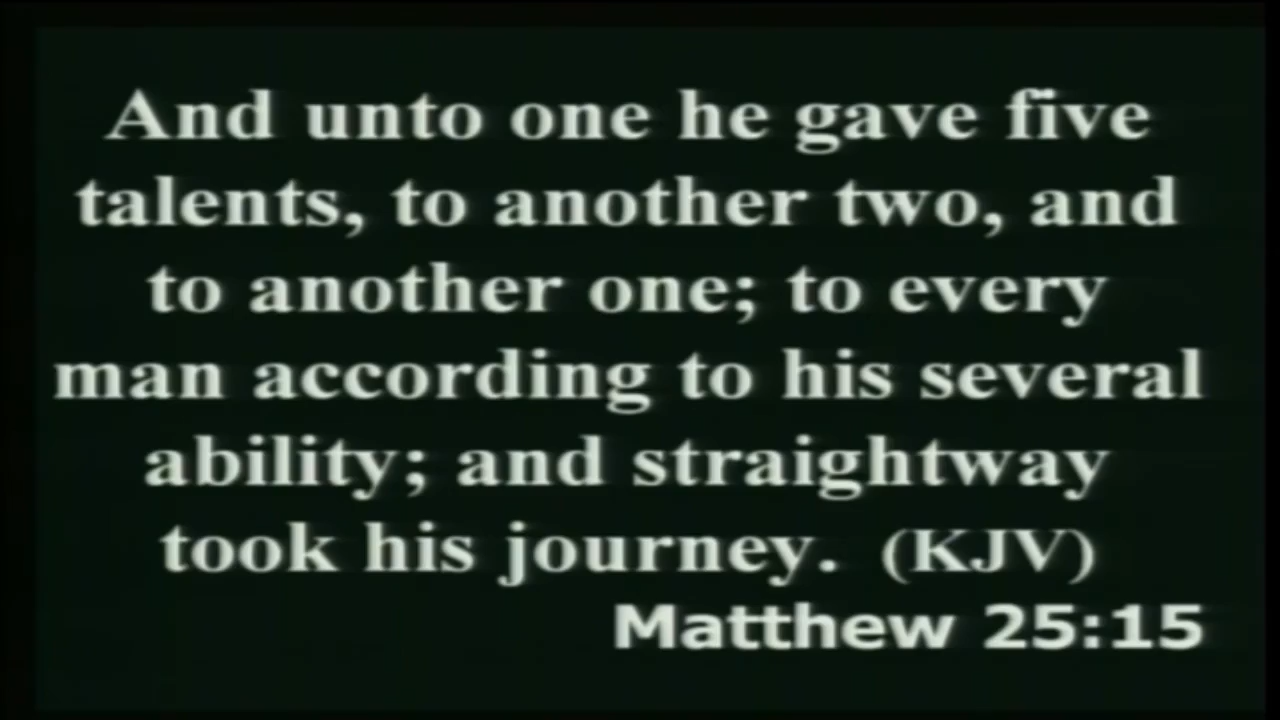 And unto one he gave five
talents, to another two, and
to another one; to every
man according to his several
ability; and straightway
took his journey. (KJV)
Matthew 25:15